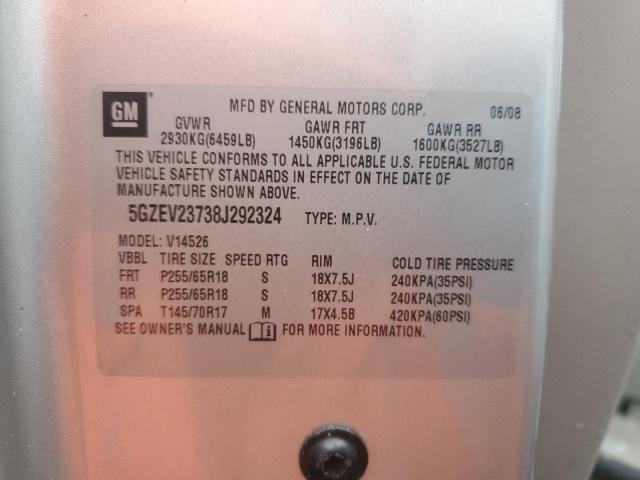 GM
MFD BY GENERAL MOTORS CORP. 06/08
GVWR GAWR FRT GAWR RR
2930KG(6459LB) 1450KG(3196LB) 1600KG(3527LB)
THIS VEHICLE CONFORMS TO ALL APPLICABLE U.S. FEDERAL MOTOR
VEHICLE SAFETY STANDARDS IN EFFECT ON THE DATE OF
MANUFACTURE SHOWN ABOVE.
5GZEV23738J292324 TYPE: M.P.V.
MODEL: V14526
VBBL TIRE SIZE SPEED RTG RIM COLD TIRE PRESSURE
FRT P255/65R18 S 18X7.5J 240KPA(35PSI)
RR P255/65R18 S 18X7.5J 240KPA(35PSI)
SPA T145/70R17 M 17X4.5B 420KPA(60PSI)
SEE OWNER'S MANUAL i FOR MORE INFORMATION.